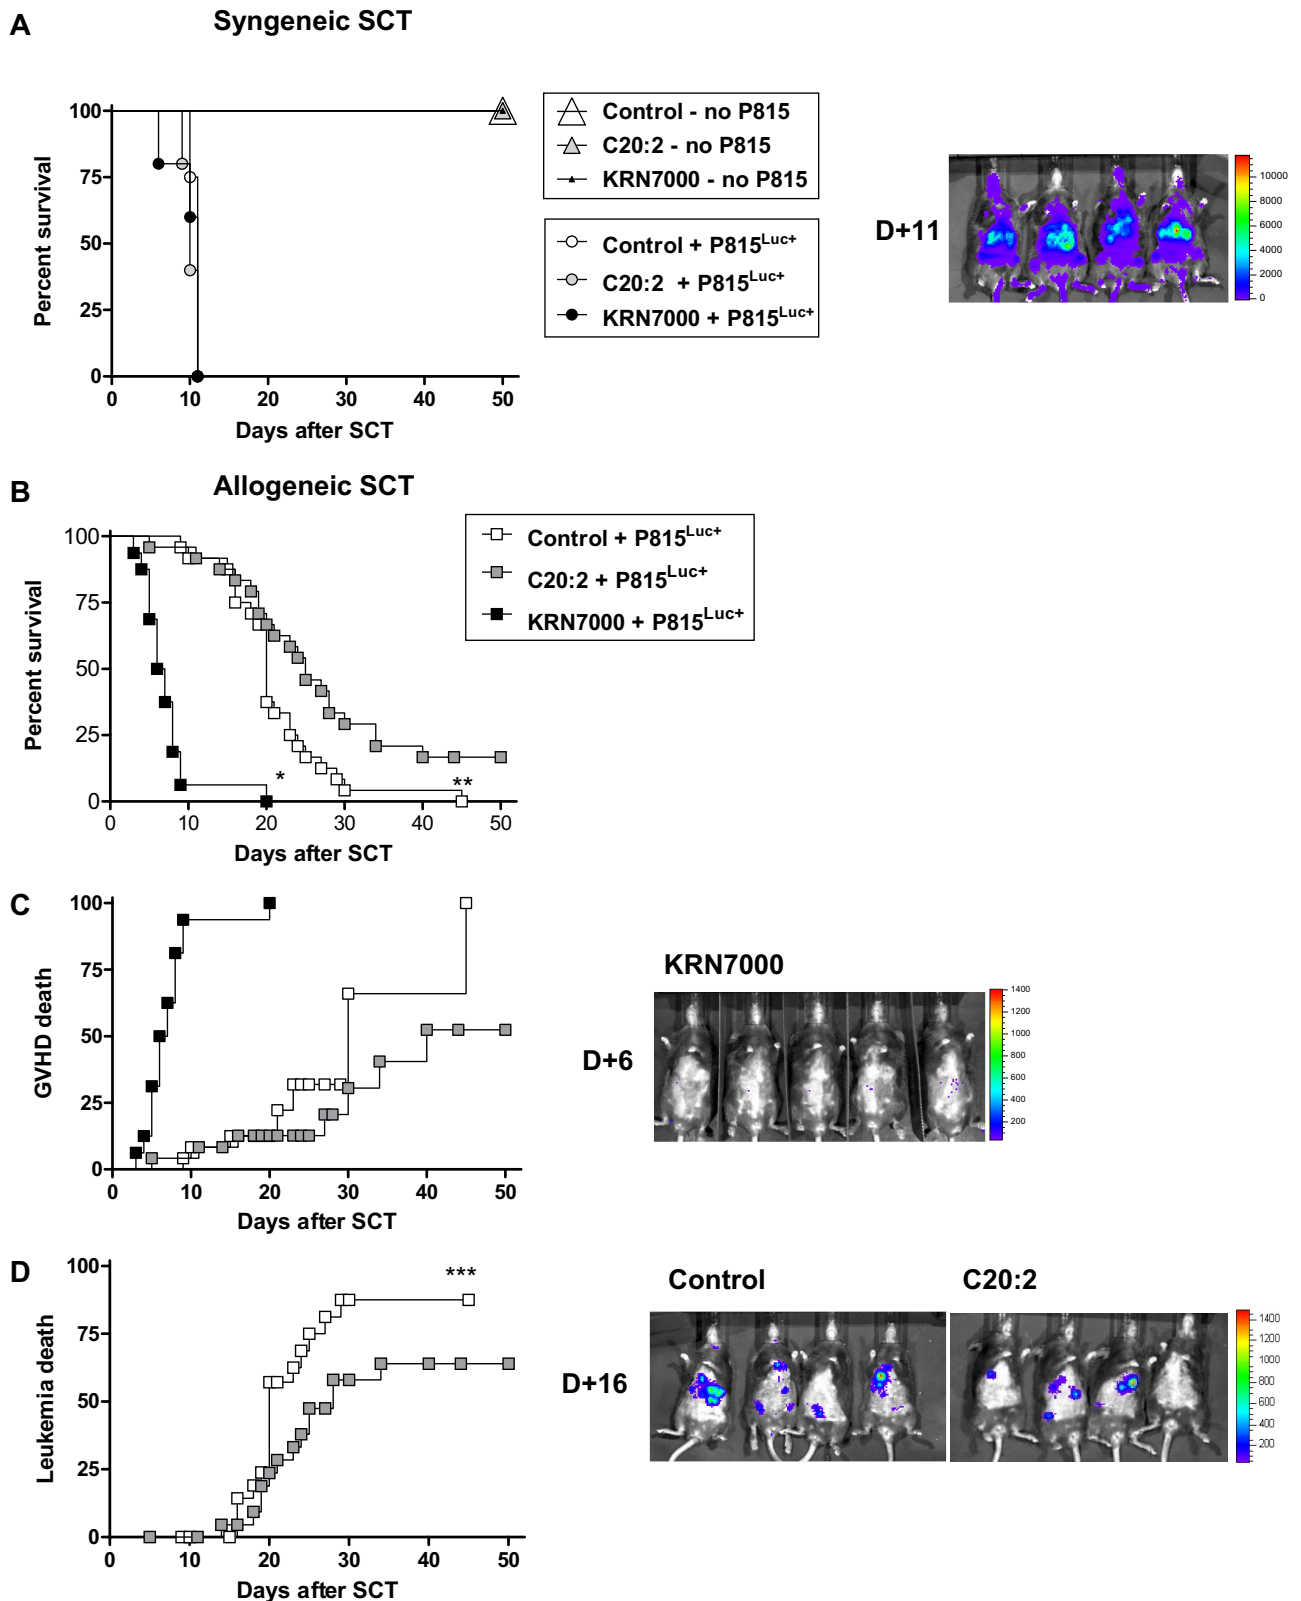 A
Syngeneic SCT
Percent survival
100
75
50
25
0
0 10 20 30 40 50
Days after SCT
Control - no P815
C20:2 - no P815
KRN7000 - no P815
Control + P815Luc+
C20:2 + P815Luc+
KRN7000 + P815Luc+
D+11
10000
8000
6000
4000
2000
0
B
Allogeneic SCT
Percent survival
100
75
50
25
0
0 10 20 30 40 50
Days after SCT
* **
Control + P815Luc+
C20:2 + P815Luc+
KRN7000 + P815Luc+
C
GVHD death
100
75
50
25
0
0 10 20 30 40 50
Days after SCT
KRN7000
D+6
1400
1200
1000
800
600
400
200
D
Leukemia death
100
75
50
25
0
0 10 20 30 40 50
Days after SCT
***
Control
C20:2
D+16
1400
1200
1000
800
600
400
200